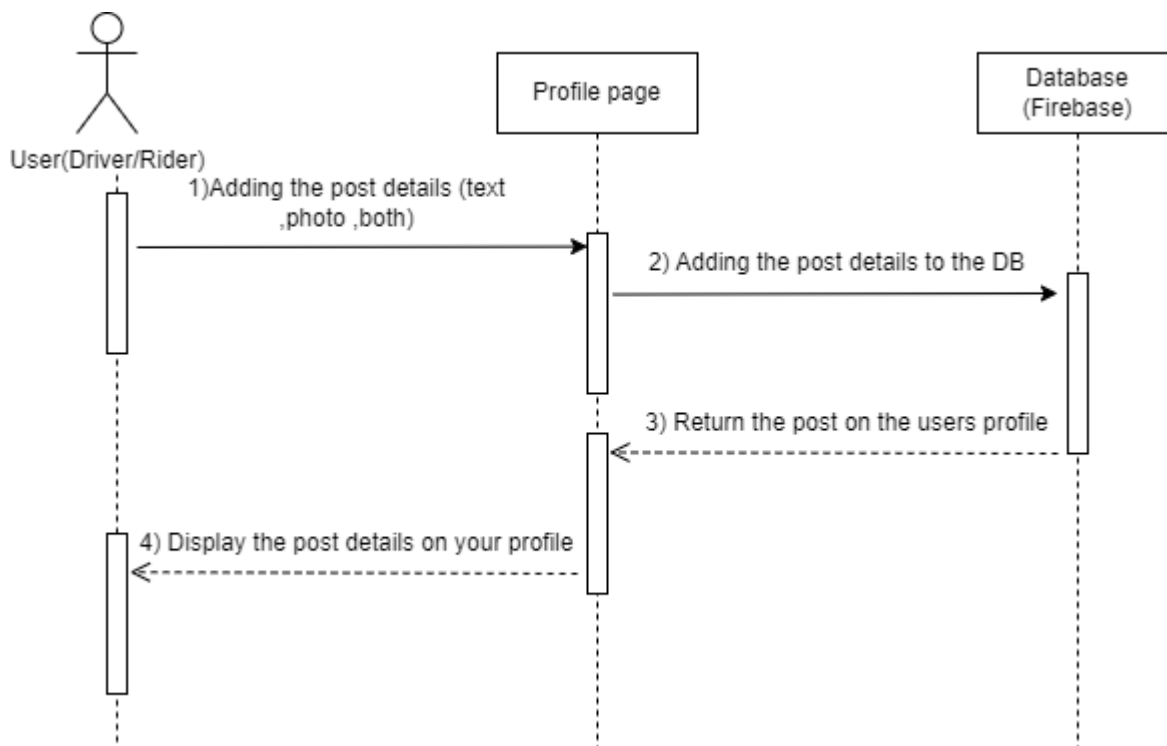 Profile page
Database
(Firebase)
User(Driver/Rider)
1)Adding the post details (text
,photo ,both)
2) Adding the post details to the DB
3) Return the post on the users profile
4) Display the post details on your profile